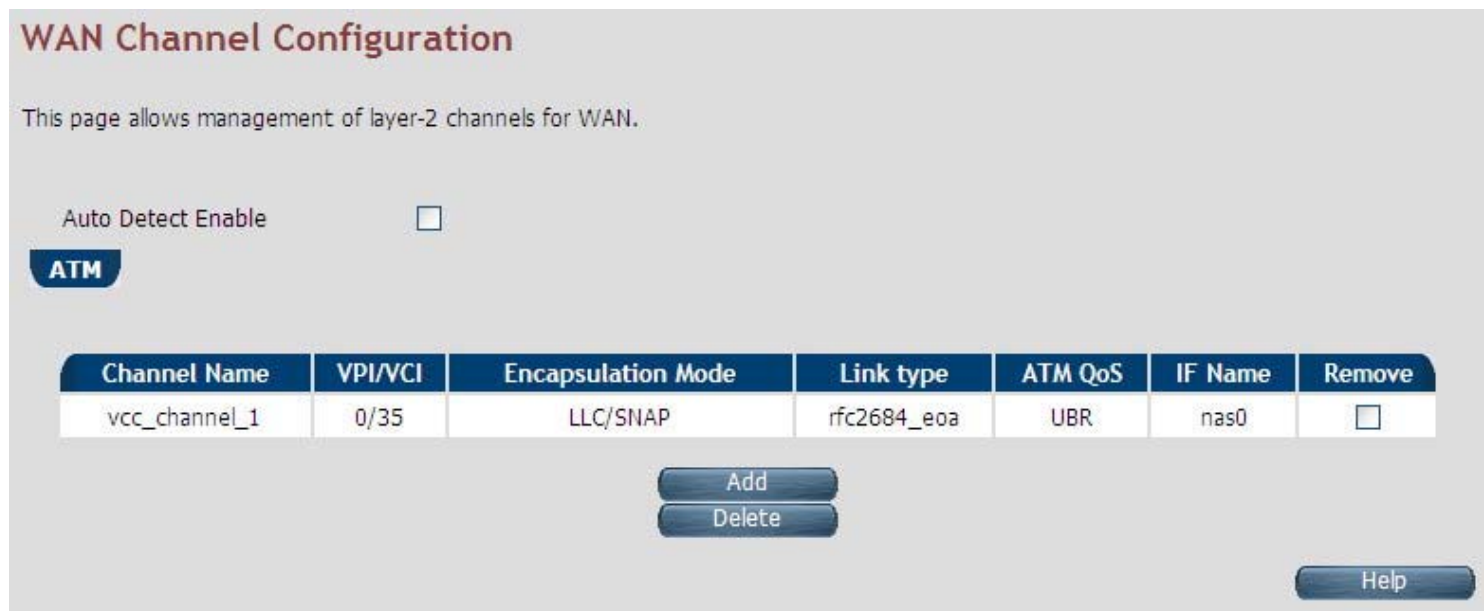 WAN Channel Configuration
This page allows management of layer-2 channels for WAN.
Auto Detect Enable
ATM
Channel Name VPI/VCI Encapsulation Mode Link type ATM QoS IF Name Remove
vcc_channel_1 0/35 LLC/SNAP rfc2684_eoa UBR nas0
Add
Delete
Help